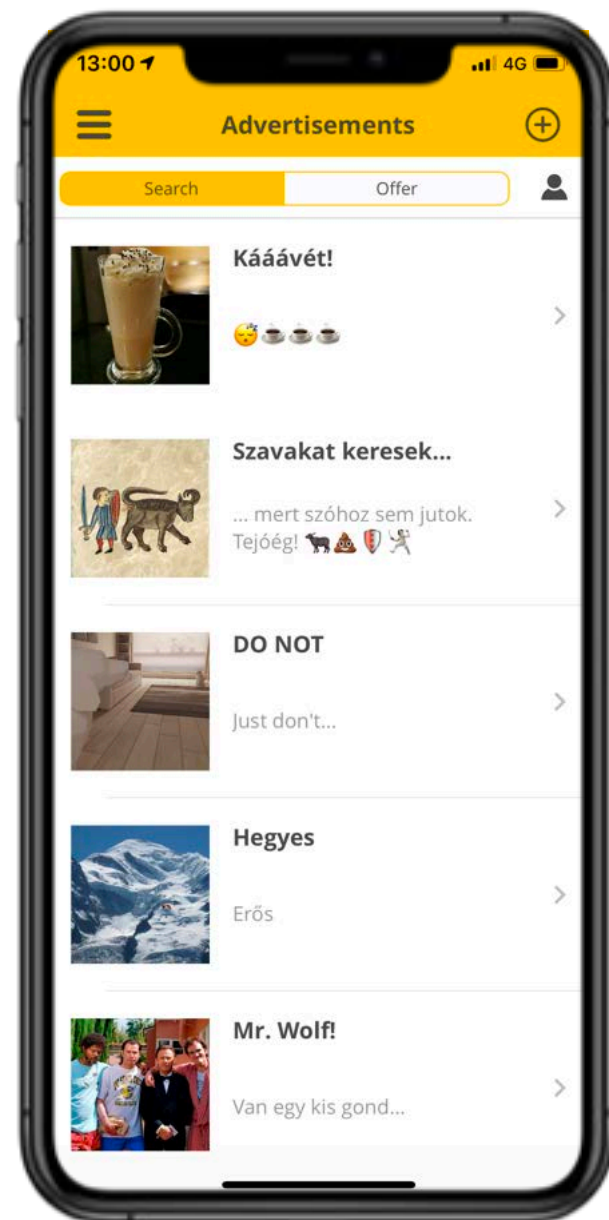 13:00
4G
Advertisements
Search
Offer
Kááávét!
😴☕☕☕
Szavakat keresek...
... mert szóhoz sem jutok.
Tejóég! 🐂💩🛡🤺
DO NOT
Just don't...
Hegyes
Erős
Mr. Wolf!
Van egy kis gond...